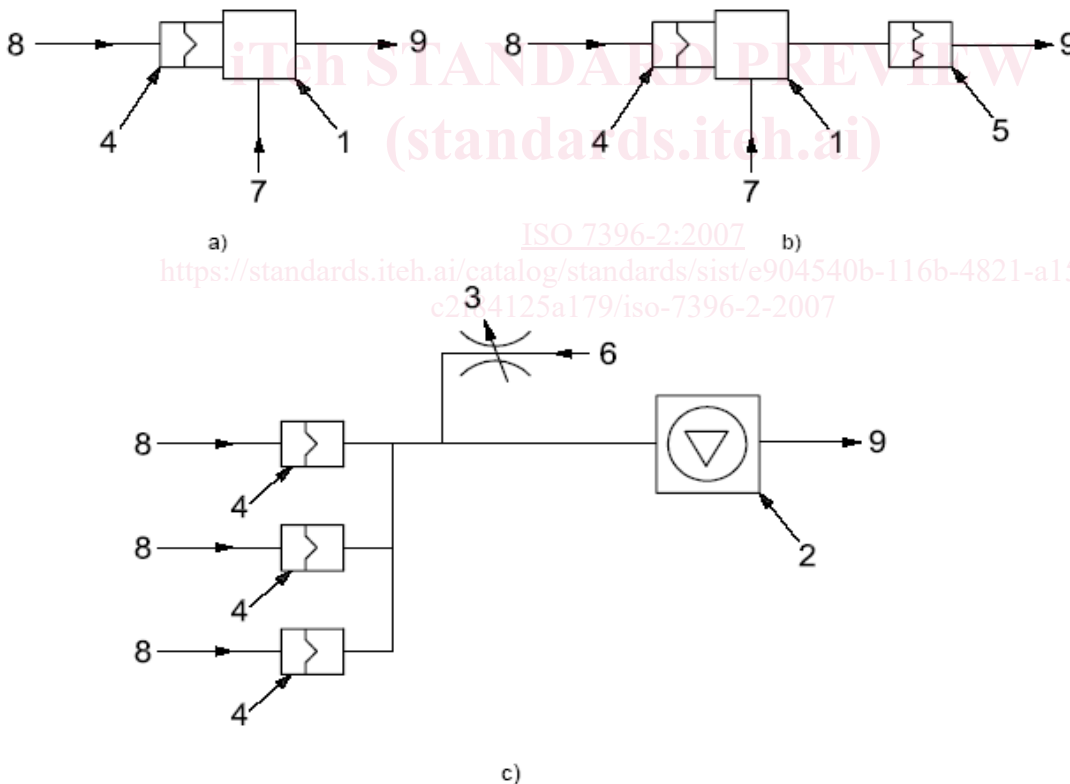 8 9 8 9
4 1 4 1 5
iTeh STANDARD PREVIEW
(standards.iteh.ai)
7 7
a) b)
ISO 7396-2:2007
https://standards.iteh.ai/catalog/standards/sist/e904540b-116b-4821-a15
c2f84125a179/iso-7396-2-2007
3
6
8 9
4
8 2
4
8
4
c)